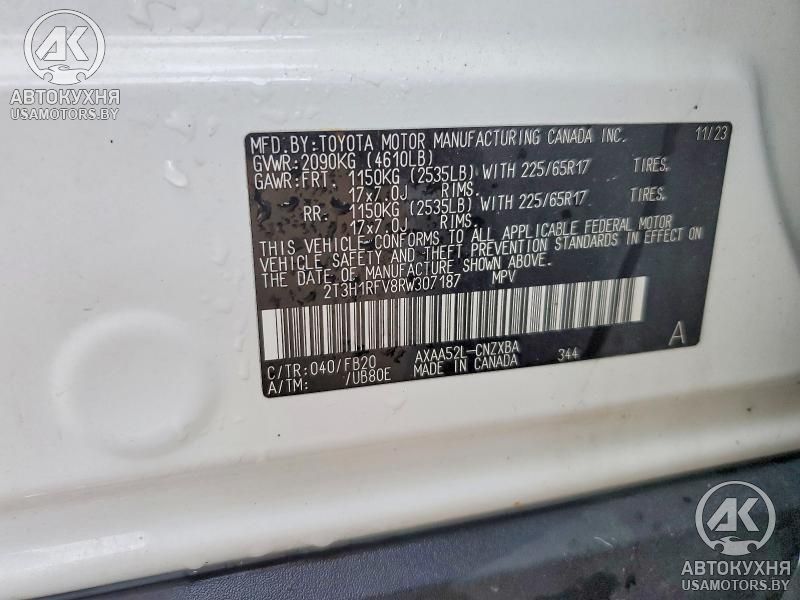 AK
АВТОКУХНЯ
USAMOTORS.BY
MFD.BY:TOYOTA MOTOR MANUFACTURING CANADA INC. 11/23
GVWR:2090KG (4610LB)
GAWR:FRT. 1150KG (2535LB) WITH 225/65R17 TIRES.
17x7.0J RIMS.
RR. 1150KG (2535LB) WITH 225/65R17 TIRES.
17x7.0J RIMS.
THIS VEHICLE CONFORMS TO ALL APPLICABLE FEDERAL MOTOR
VEHICLE SAFETY AND THEFT PREVENTION STANDARDS IN EFFECT ON
THE DATE OF MANUFACTURE SHOWN ABOVE.
2T3H1RFV8RW307187 MPV
C/TR:040/FB20 AXAA52L-CNZXBA 344 A
A/TM: /UB80E MADE IN CANADA
AK
АВТОКУХНЯ
USAMOTORS.BY